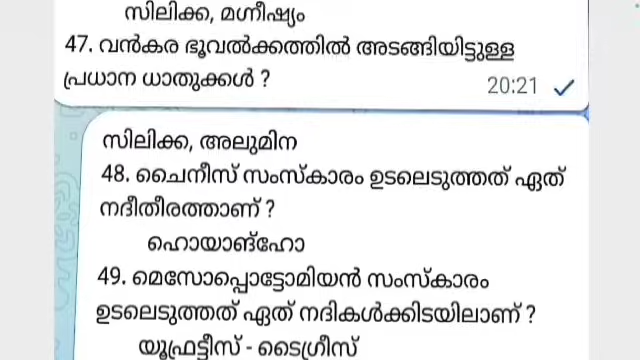 സിലിക്ക, മഗ്നീഷ്യം
47. വൻകര ഭൂവൽക്കത്തിൽ അടങ്ങിയിട്ടുള്ള
പ്രധാന ധാതുക്കൾ ?
20:21
സിലിക്ക, അലുമിന
48. ചൈനീസ് സംസ്കാരം ഉടലെടുത്തത് ഏത്
നദീതീരത്താണ് ?
ഹൊയാങ്ഹോ
49. മെസോപ്പൊട്ടോമിയൻ സംസ്കാരം
ഉടലെടുത്തത് ഏത് നദികൾക്കിടയിലാണ് ?
യൂഫ്രട്ടീസ് - ടൈഗ്രീസ്